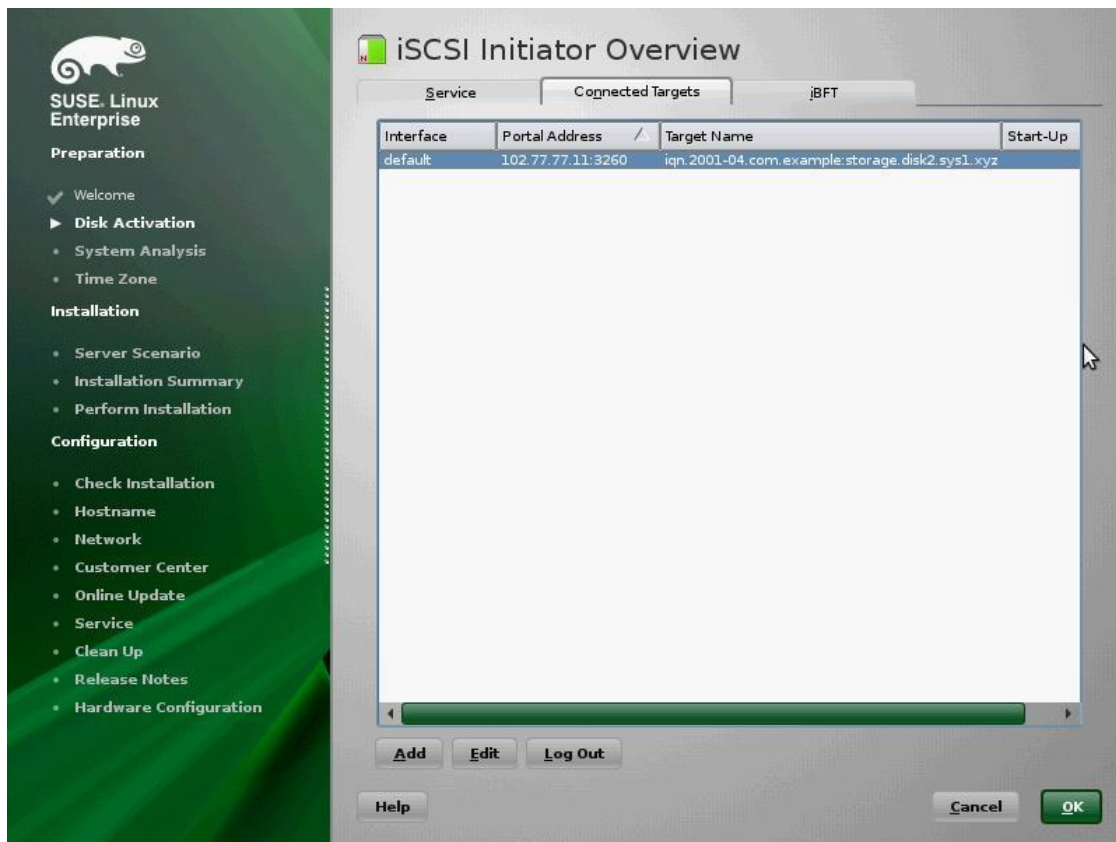 SUSE. Linux
Enterprise
Preparation
Welcome
Disk Activation
System Analysis
Time Zone
Installation
Server Scenario
Installation Summary
Perform Installation
Configuration
Check Installation
Hostname
Network
Customer Center
Online Update
Service
Clean Up
Release Notes
Hardware Configuration
N
iSCSI Initiator Overview
Service Connected Targets iBFT
Interface Portal Address Target Name Start-Up
default 102.77.77.11:3260 iqn.2001-04.com.example:storage.disk2.sys1.xyz
Add Edit Log Out
Help Cancel OK